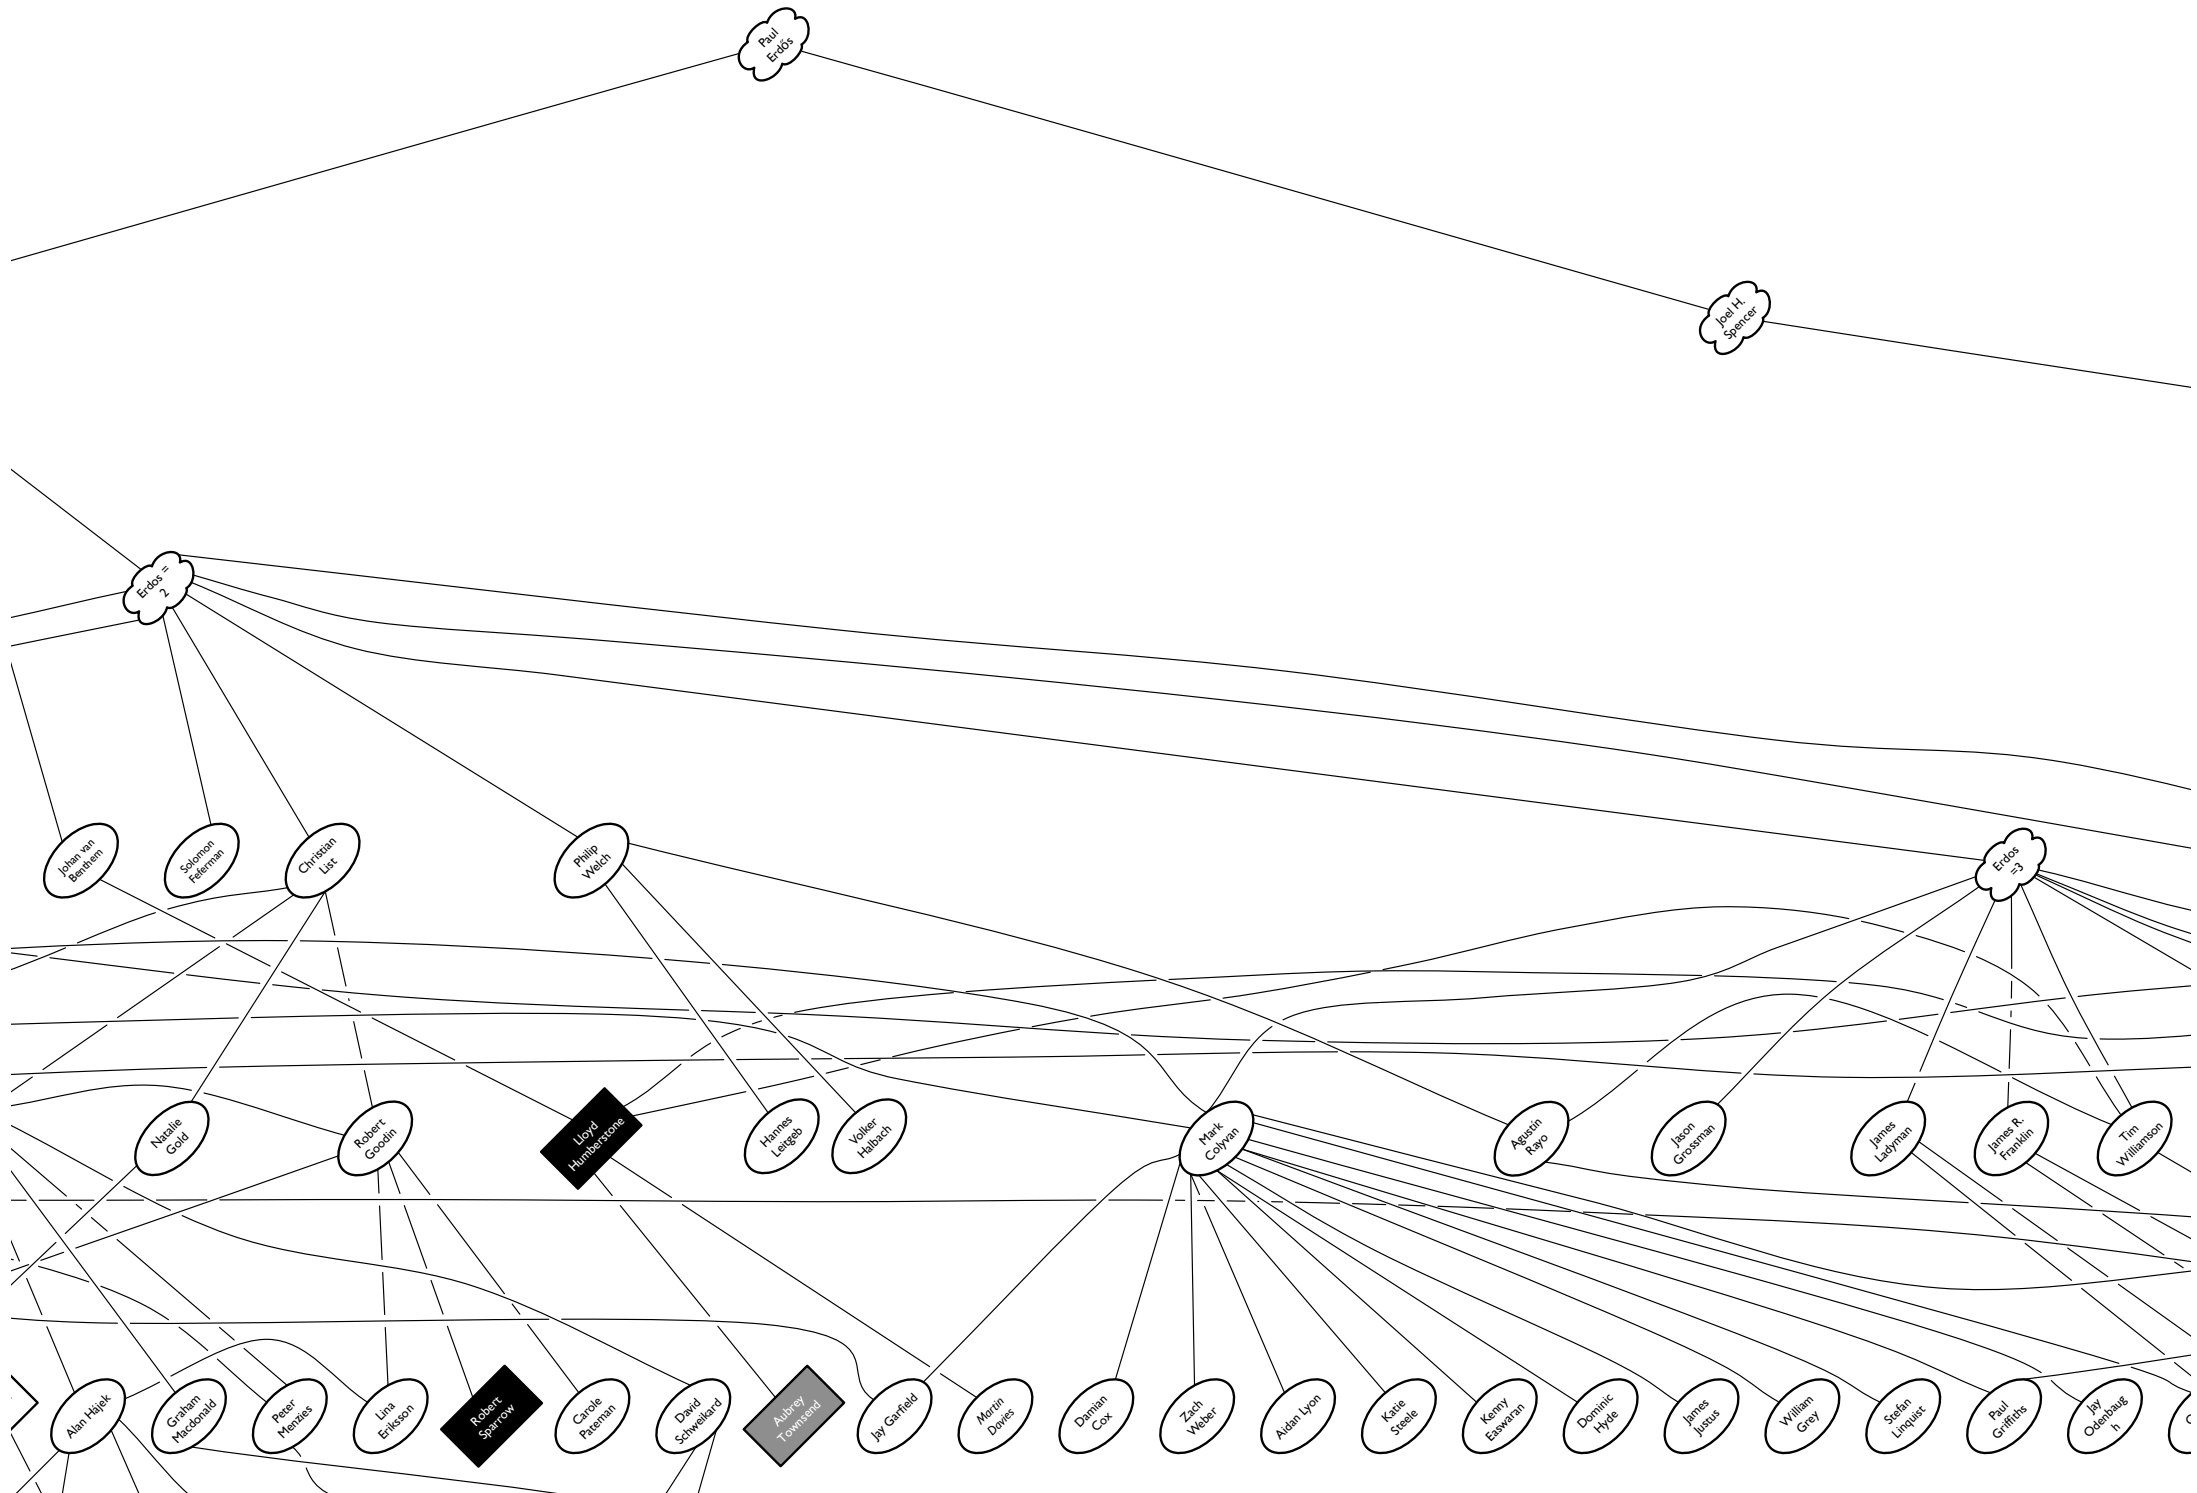 Paul
Erdős
Joel H.
Spencer
Erdos =
2
Johan van
Benthem
Solomon
Feferman
Christian
List
Philip
Welch
Erdos
=3
Natalie
Gold
Robert
Goodin
Lloyd
Humberstone
Hannes
Leitgeb
Volker
Halbach
Mark
Colyvan
Agustín
Rayo
Jason
Grossman
James
Ladyman
James R.
Franklin
Tim
Williamson
Alan Hájek
Graham
Macdonald
Peter
Menzies
Lina
Eriksson
Robert
Sparrow
Carole
Pateman
David
Schweikard
Aubrey
Townsend
Jay Garfield
Martin
Davies
Damian
Cox
Zach
Weber
Aidan Lyon
Katie
Steele
Kenny
Easwaran
Dominic
Hyde
James
Justus
William
Grey
Stefan
Linquist
Paul
Griffiths
Jay
Odenbaug
h